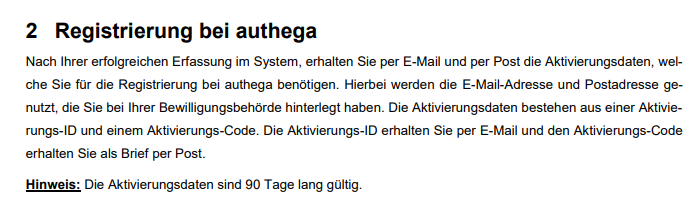 2 Registrierung bei authega
Nach Ihrer erfolgreichen Erfassung im System, erhalten Sie per E-Mail und per Post die Aktivierungsdaten, wel-
che Sie für die Registrierung bei authega benötigen. Hierbei werden die E-Mail-Adresse und Postadresse ge-
nutzt, die Sie bei Ihrer Bewilligungsbehörde hinterlegt haben. Die Aktivierungsdaten bestehen aus einer Aktivie-
rungs-ID und einem Aktivierungs-Code. Die Aktivierungs-ID erhalten Sie per E-Mail und den Aktivierungs-Code
erhalten Sie als Brief per Post.
Hinweis: Die Aktivierungsdaten sind 90 Tage lang gültig.